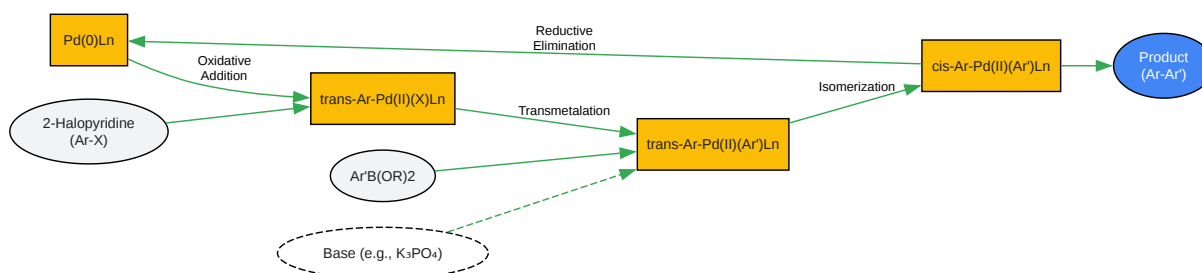 Pd(0)Ln
Oxidative
Addition
2-Halopyridine
(Ar-X)
trans-Ar-Pd(II)(X)Ln
Transmetalation
Ar'B(OR)2
Base (e.g., K₃PO₄)
trans-Ar-Pd(II)(Ar')Ln
Isomerization
Reductive
Elimination
cis-Ar-Pd(II)(Ar')Ln
Product
(Ar-Ar')